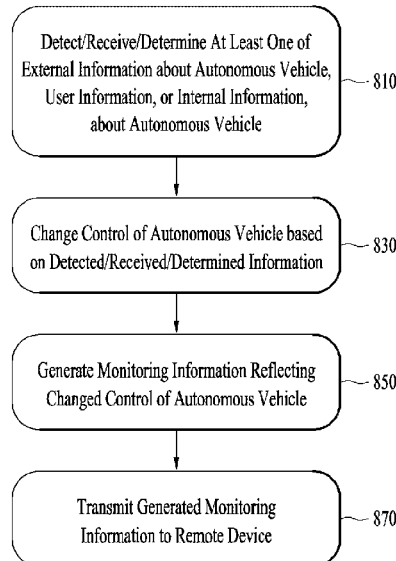 Detect/Receive/Determine At Least One of
External Information about Autonomous Vehicle,
User Information, or Internal Information,
about Autonomous Vehicle
810
Change Control of Autonomous Vehicle based
on Detected/Received/Determined Information
830
Generate Monitoring Information Reflecting
Changed Control of Autonomous Vehicle
850
Transmit Generated Monitoring
Information to Remote Device
870